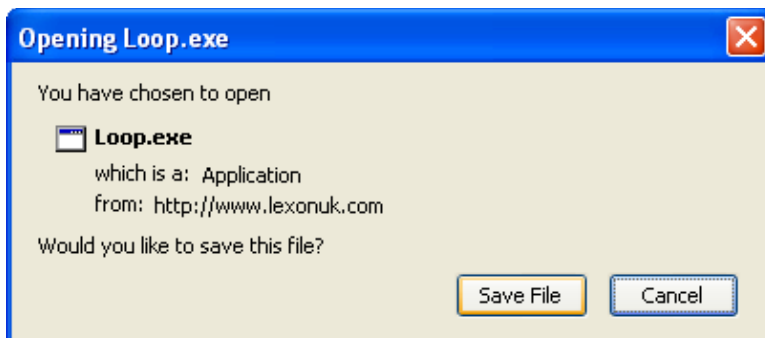 Opening Loop.exe
You have chosen to open
Loop.exe
which is a: Application
from: http://www.lexonuk.com
Would you like to save this file?
Save File Cancel